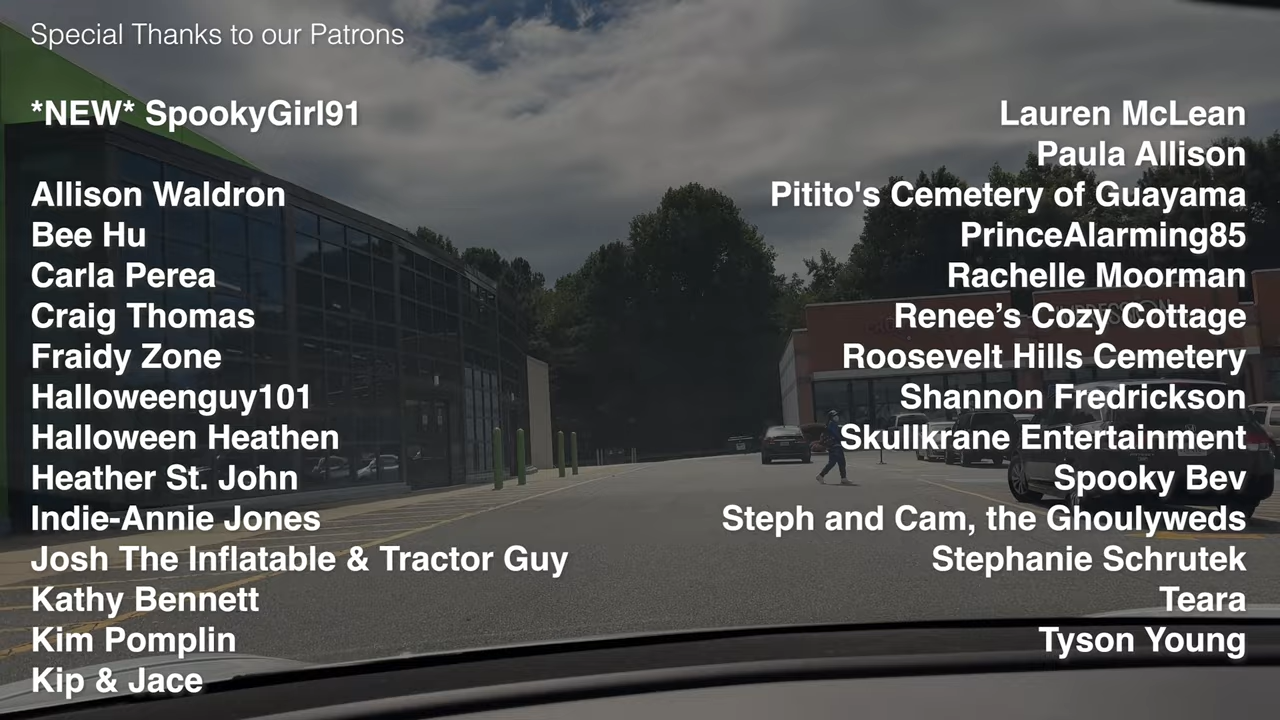 Special Thanks to our Patrons
*NEW* SpookyGirl91
Allison Waldron
Bee Hu
Carla Perea
Craig Thomas
Fraidy Zone
Halloweenguy101
Halloween Heathen
Heather St. John
Indie-Annie Jones
Josh The Inflatable & Tractor Guy
Kathy Bennett
Kim Pomplin
Kip & Jace
Lauren McLean
Paula Allison
Pitito's Cemetery of Guayama
PrinceAlarming85
Rachelle Moorman
Renee’s Cozy Cottage
Roosevelt Hills Cemetery
Shannon Fredrickson
Skullkrane Entertainment
Spooky Bev
Steph and Cam, the Ghoulyweds
Stephanie Schrutek
Teara
Tyson Young